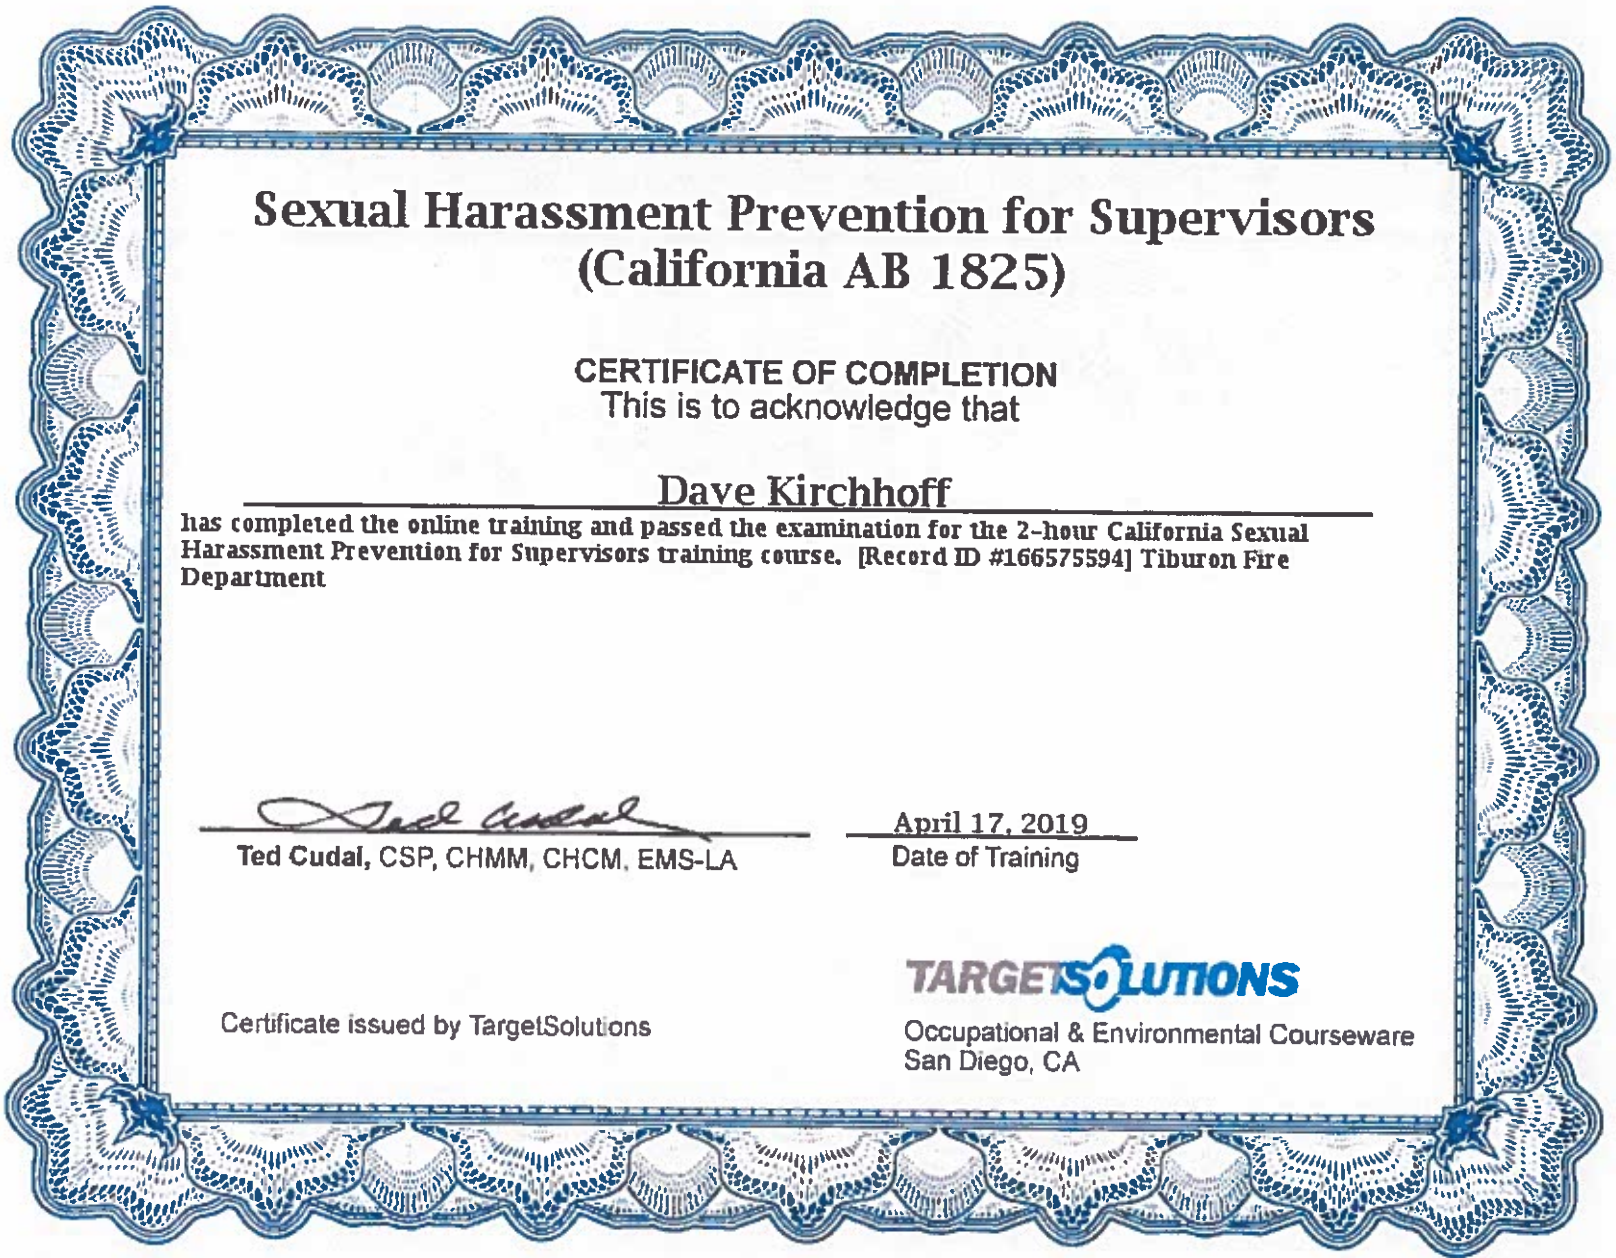 Sexual Harassment Prevention for Supervisors
(California AB 1825)
CERTIFICATE OF COMPLETION
This is to acknowledge that
Dave Kirchhoff
has completed the online training and passed the examination for the 2-hour California Sexual
Harassment Prevention for Supervisors training course. [Record ID #166575594] Tiburon Fire
Department
Ted Cudal
Ted Cudal, CSP, CHMM, CHCM, EMS-LA
April 17, 2019
Date of Training
TARGETSOLUTIONS
Certificate issued by TargetSolutions
Occupational & Environmental Courseware
San Diego, CA